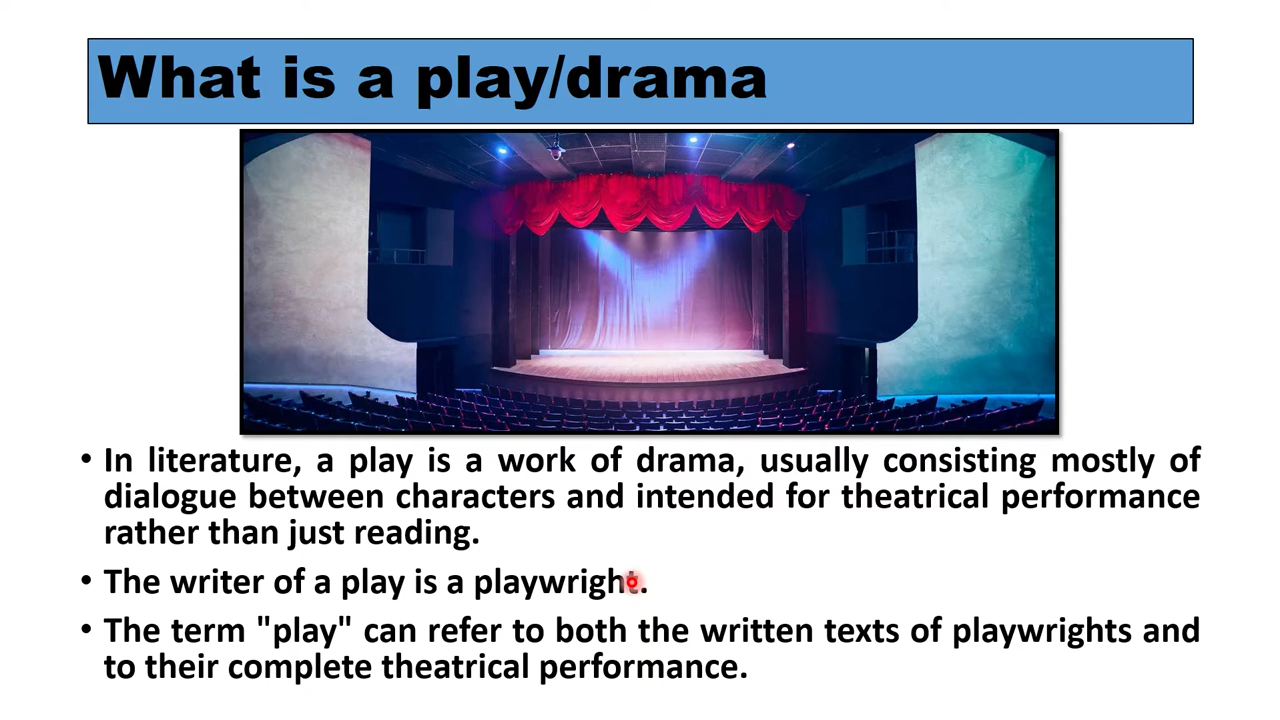 What is a play/drama
• In literature, a play is a work of drama, usually consisting mostly of
dialogue between characters and intended for theatrical performance
rather than just reading.
• The writer of a play is a playwright.
• The term "play" can refer to both the written texts of playwrights and
to their complete theatrical performance.